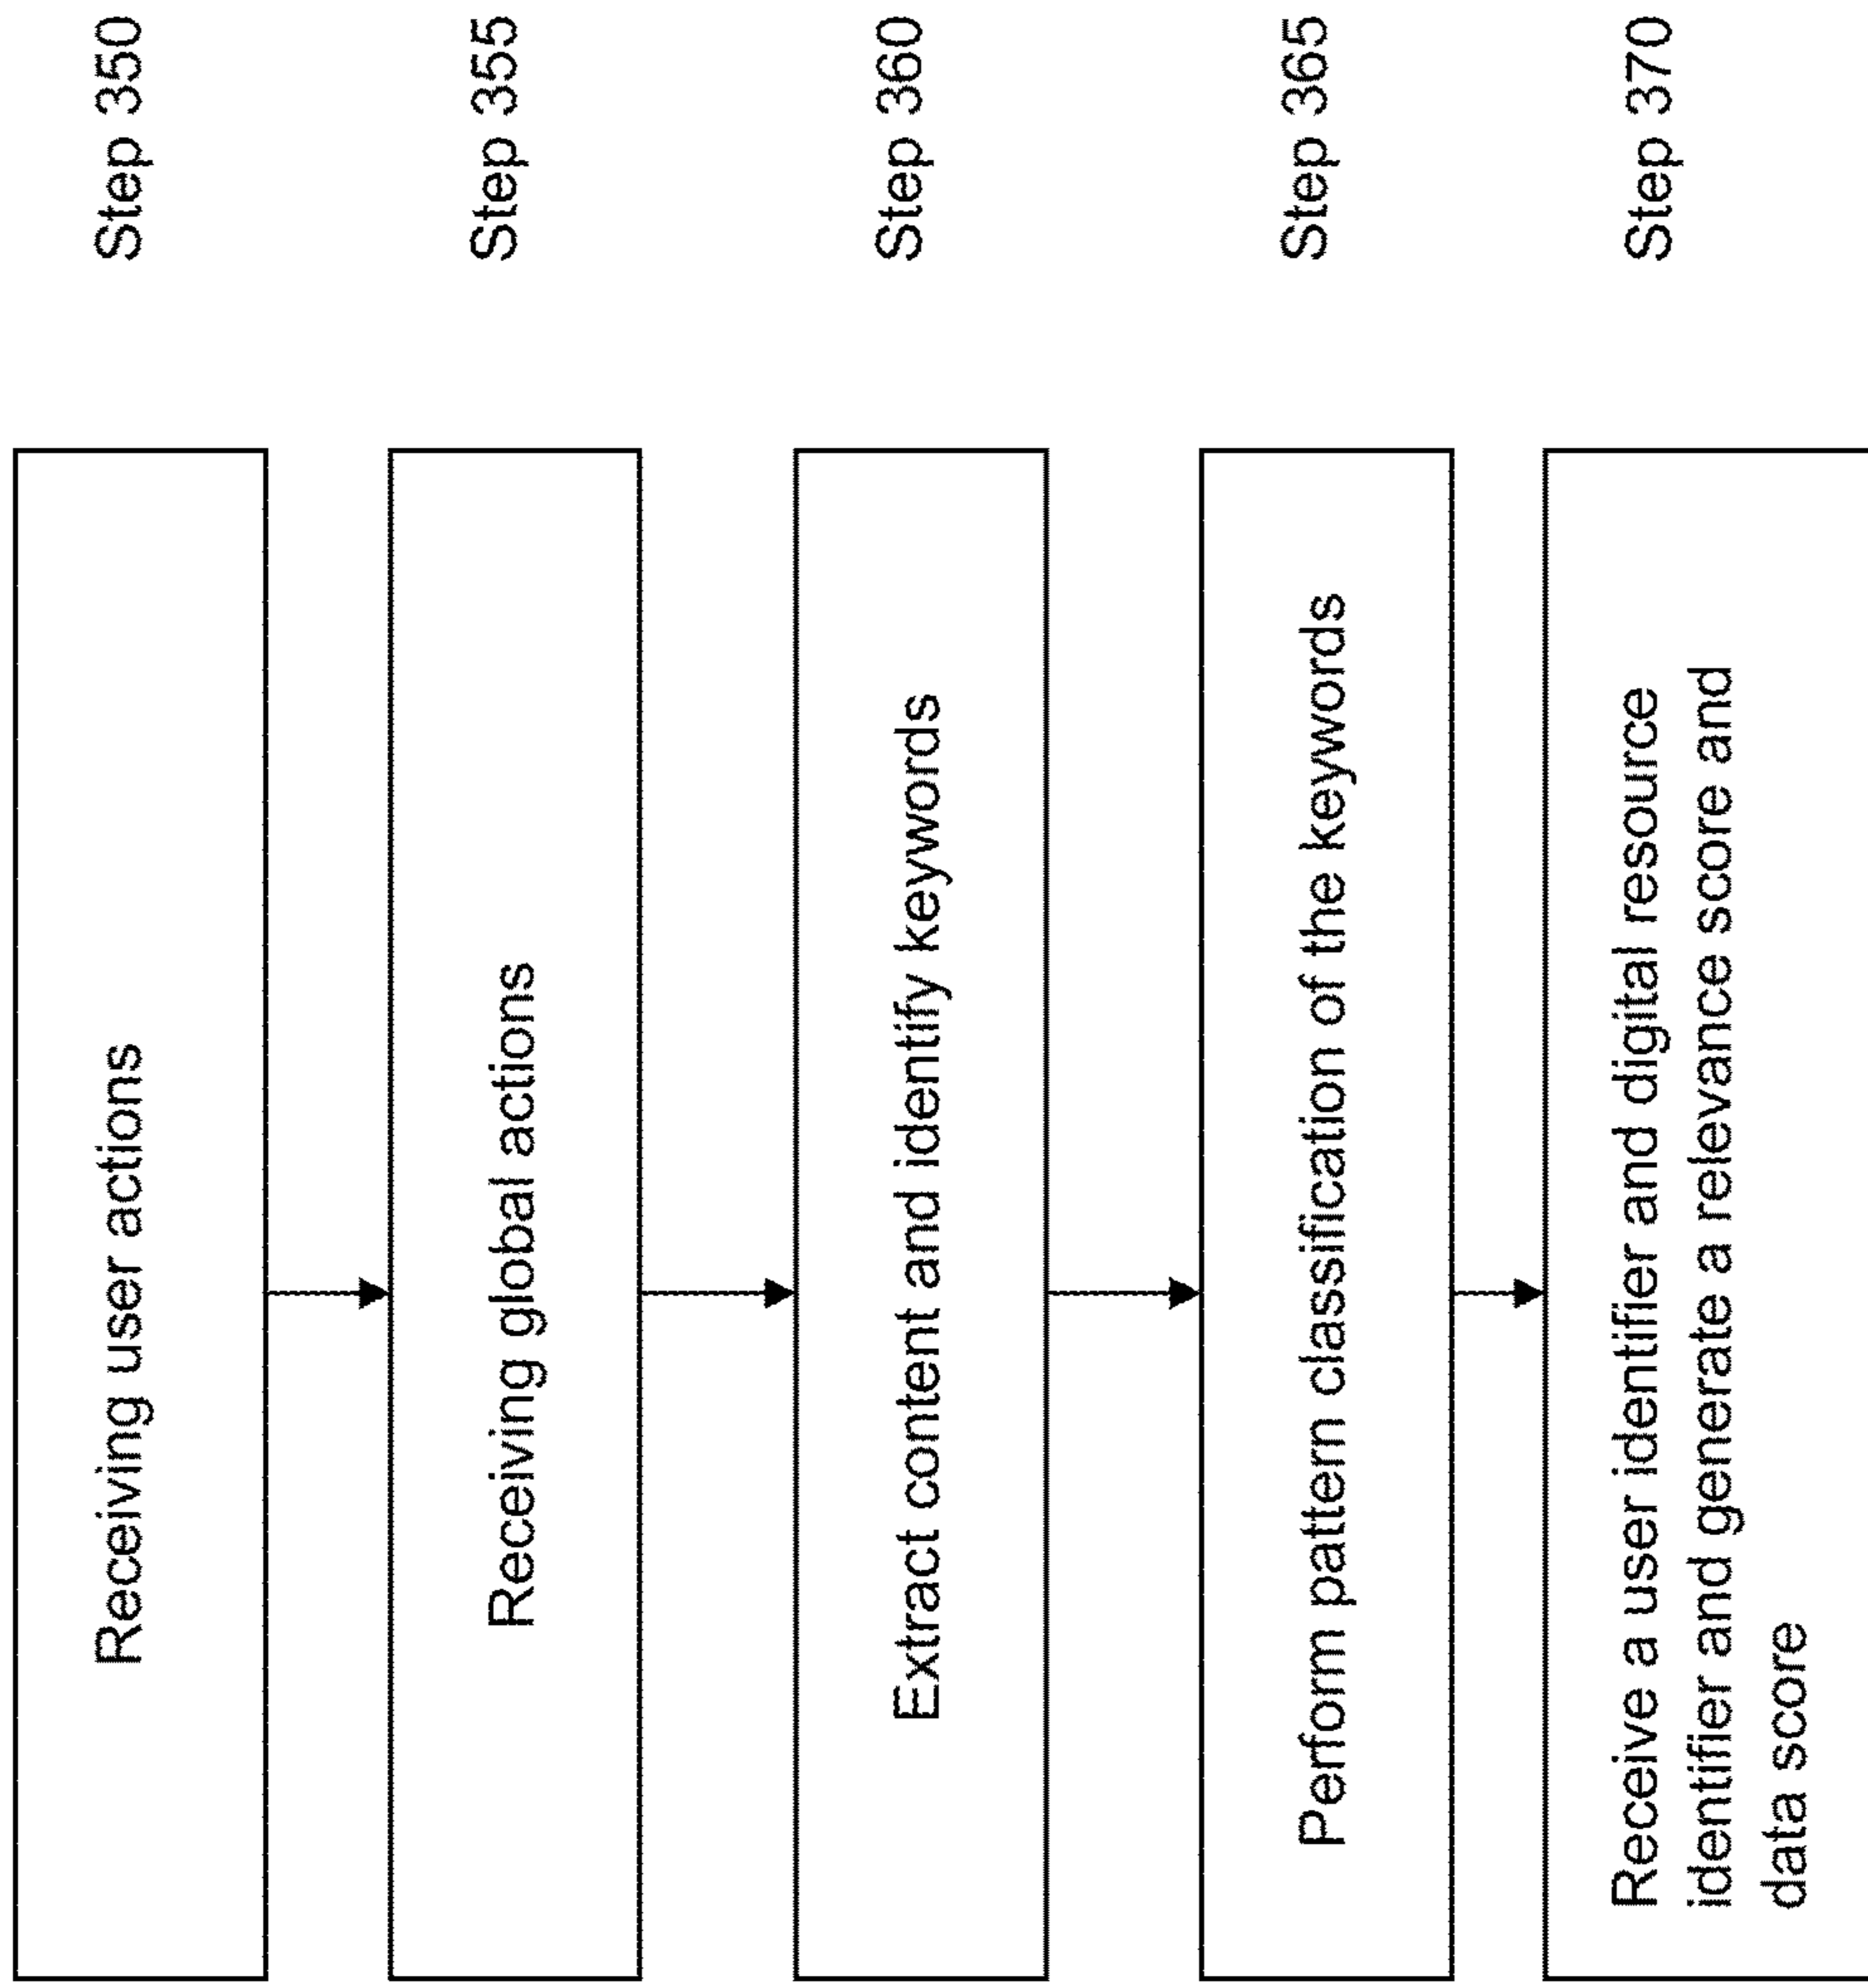 Receiving user actions
Step 350
Receiving global actions
Step 355
Extract content and identify keywords
Step 360
Perform pattern classification of the keywords
Step 365
Receive a user identifier and digital resource
identifier and generate a relevance score and
data score
Step 370